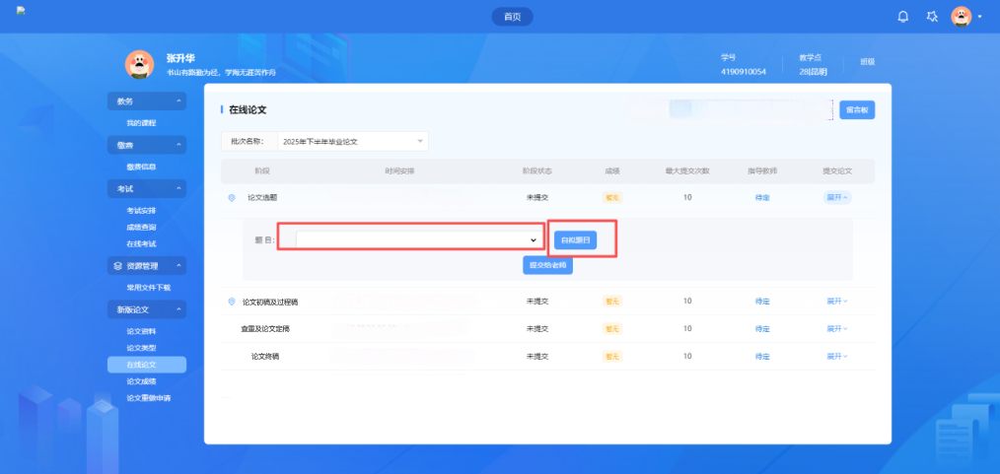 首页
张升华
书山有路勤为径，学海无涯苦作舟
学号
4190910054
教学点
28[昆明]
班级
教务
我的课程
缴费
缴费信息
考试
考试安排
成绩查询
在线考试
资源管理
常用文件下载
新版论文
论文资料
论文类型
在线论文
论文成绩
论文重做申请
在线论文
留言板
批次名称： 2025年下半年毕业论文
阶段 时间安排 阶段状态 成绩 最大提交次数 指导教师 提交论文
论文选题 未提交 暂无 10 待定 展开
题目： 自拟题目
提交给老师
论文初稿及过程稿 未提交 暂无 10 待定 展开
查重及论文定稿 未提交 暂无 10 待定 展开
论文终稿 未提交 暂无 10 待定 展开